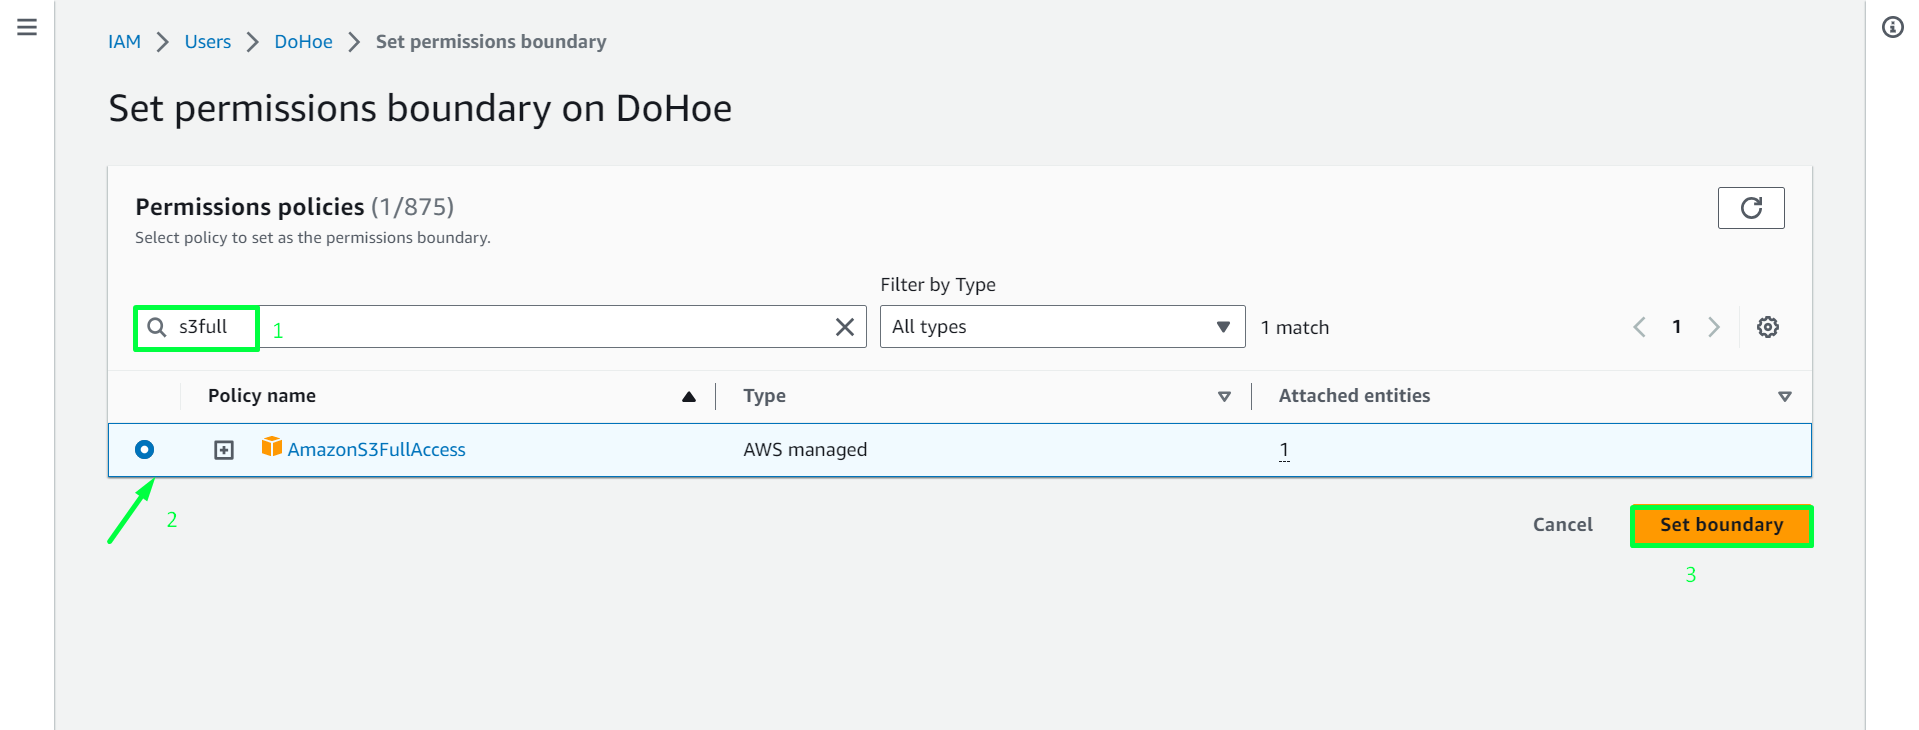 IAM > Users > DoHoe > Set permissions boundary
Set permissions boundary on DoHoe
Permissions policies (1/875)
Select policy to set as the permissions boundary.
Filter by Type
s3full 1 All types 1 match 1
Policy name Type Attached entities
AmazonS3FullAccess AWS managed 1
2
Cancel Set boundary
3